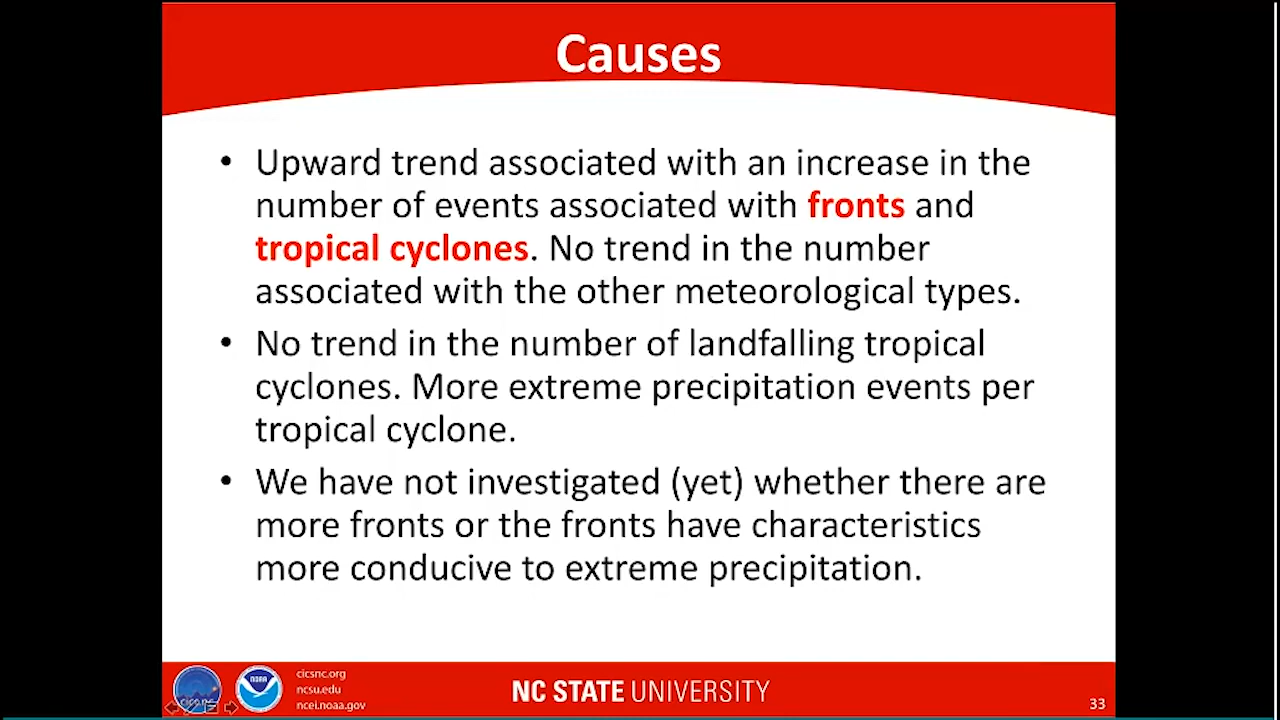 Causes
• Upward trend associated with an increase in the
number of events associated with fronts and
tropical cyclones. No trend in the number
associated with the other meteorological types.
• No trend in the number of landfalling tropical
cyclones. More extreme precipitation events per
tropical cyclone.
• We have not investigated (yet) whether there are
more fronts or the fronts have characteristics
more conducive to extreme precipitation.
cicsnc.org
ncsu.edu
ncei.noaa.gov
NOAA
NC STATE UNIVERSITY
33